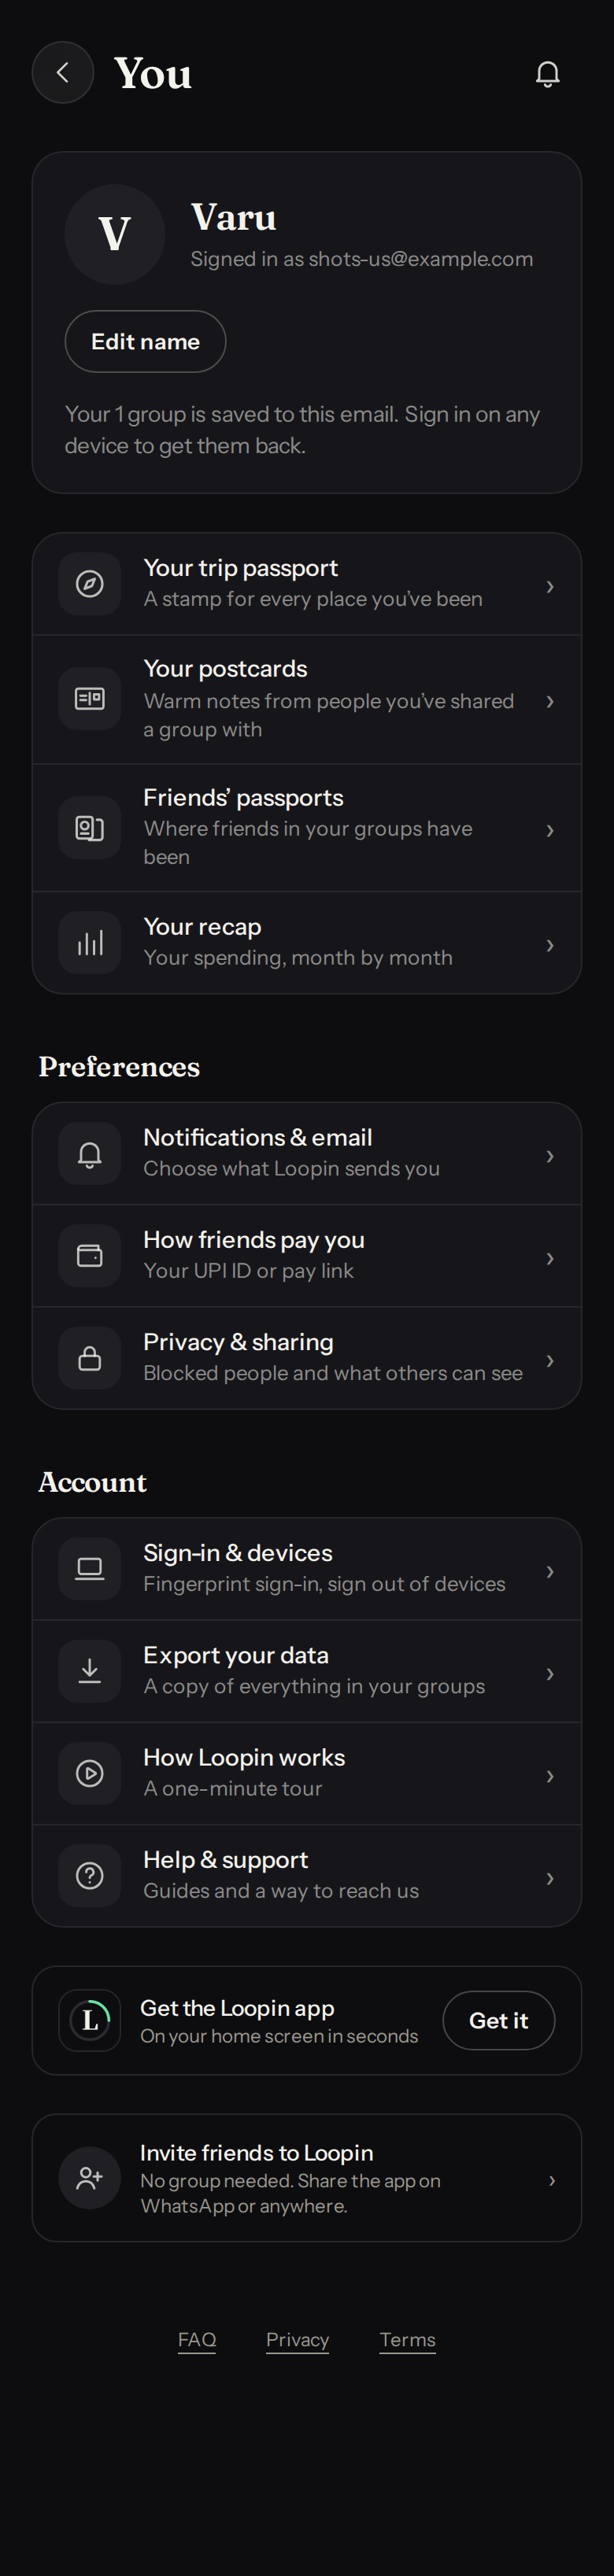 You
V
Varu
Signed in as shots-us@example.com
Edit name
Your 1 group is saved to this email. Sign in on any
device to get them back.
Your trip passport
A stamp for every place you’ve been
›
Your postcards
Warm notes from people you’ve shared
a group with
›
Friends’ passports
Where friends in your groups have
been
›
Your recap
Your spending, month by month
›
Preferences
Notifications & email
Choose what Loopin sends you
›
How friends pay you
Your UPI ID or pay link
›
Privacy & sharing
Blocked people and what others can see
›
Account
Sign-in & devices
Fingerprint sign-in, sign out of devices
›
Export your data
A copy of everything in your groups
›
How Loopin works
A one-minute tour
›
Help & support
Guides and a way to reach us
›
L
Get the Loopin app
On your home screen in seconds
Get it
Invite friends to Loopin
No group needed. Share the app on
WhatsApp or anywhere.
›
FAQ Privacy Terms